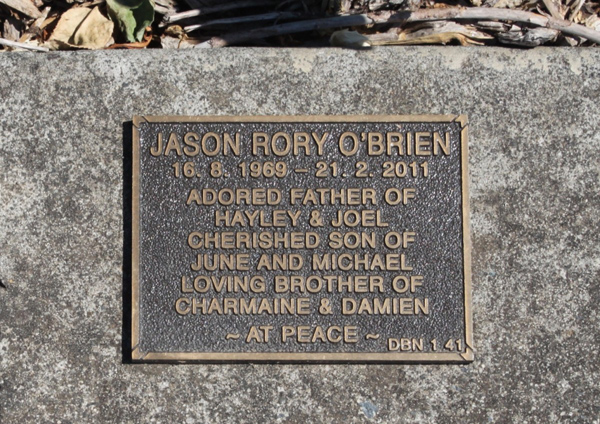 JASON RORY O'BRIEN
16. 8. 1969 – 21. 2. 2011
ADORED FATHER OF
HAYLEY & JOEL
CHERISHED SON OF
JUNE AND MICHAEL
LOVING BROTHER OF
CHARMAINE & DAMIEN
~ AT PEACE ~
DBN 1 41